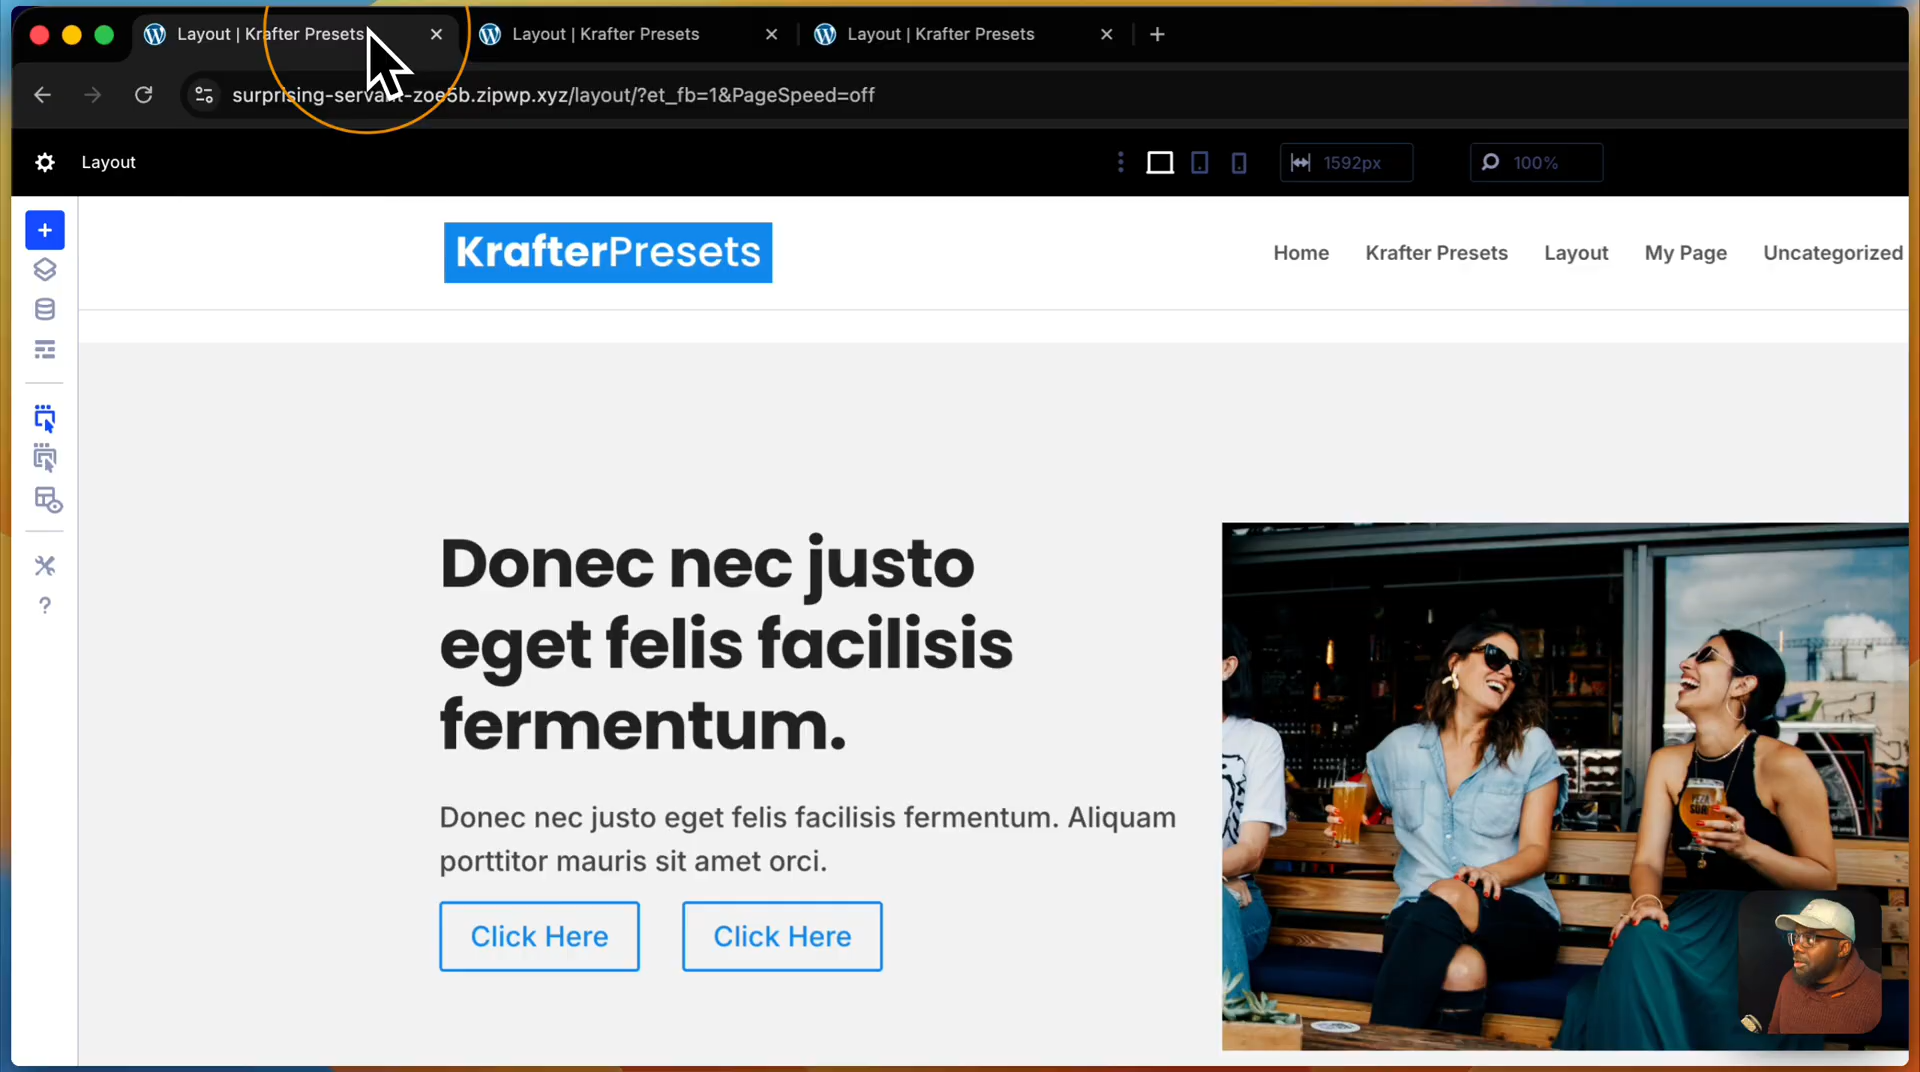 Layout | Krafter Presets
Layout | Krafter Presets
Layout | Krafter Presets
surprising-servant-zoe5b.zipwp.xyz/layout/?et_fb=1&PageSpeed=off
Layout
1592px
100%
KrafterPresets
Home
Krafter Presets
Layout
My Page
Uncategorized
Donec nec justo
eget felis facilisis
fermentum.
Donec nec justo eget felis facilisis fermentum. Aliquam
porttitor mauris sit amet orci.
Click Here
Click Here